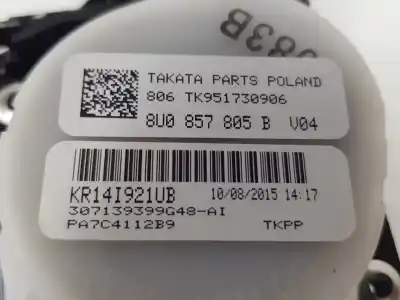 983B
TAKATA PARTS POLAND
806 TK951730906
8U0 857 805 B V04
KR14I921UB 10/08/2015 14:17
307139399G48-AI
PA7C4112B9 TKPP